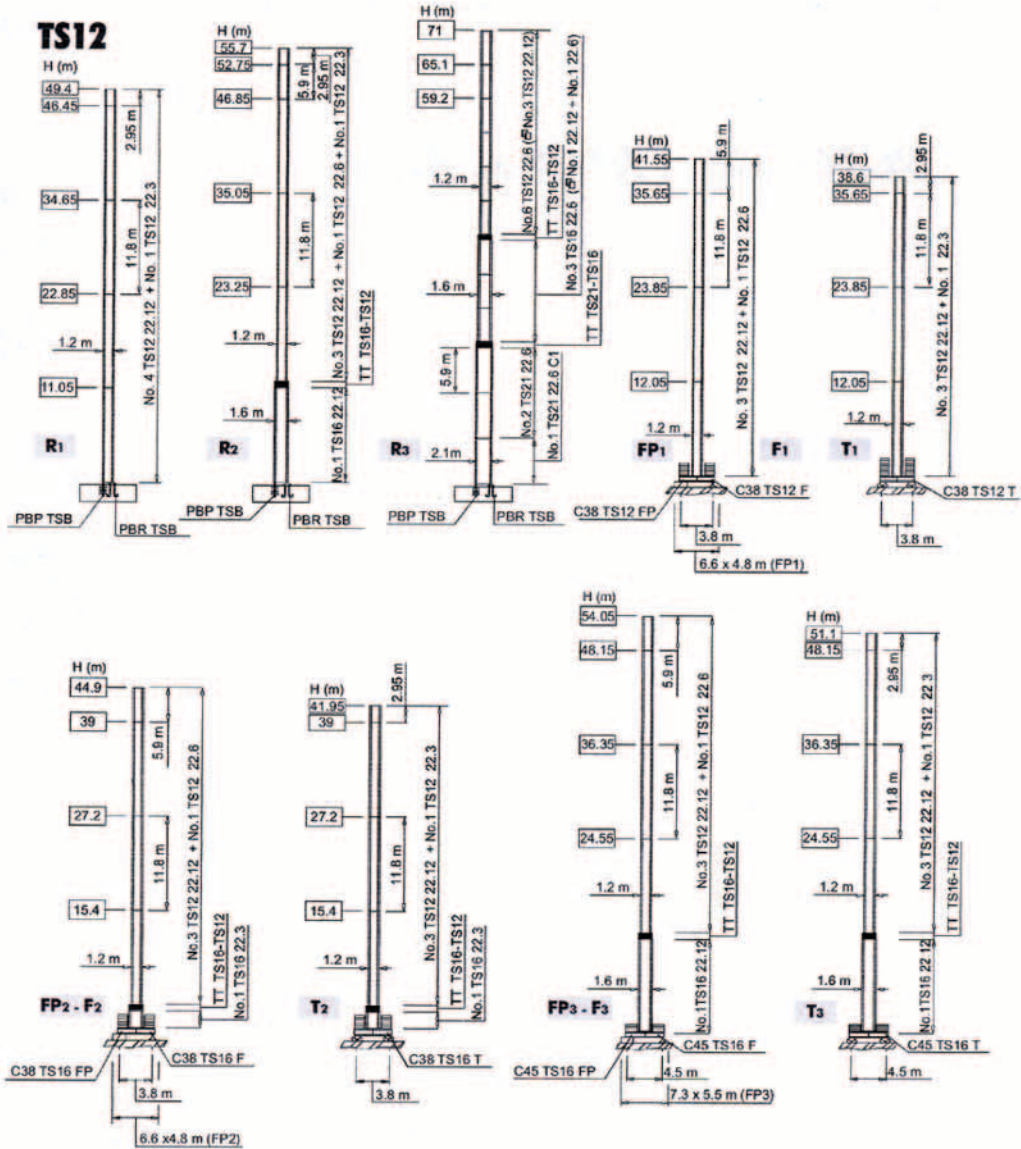 TS12
H (m)
49.4
46.45
2.95 m
34.65
11.8 m
22.85
1.2 m
11.05
No. 4 TS12 22.12 + No. 1 TS12 22.3
R1
PBP TSB
PBR TSB
H (m)
55.7
52.75
46.85
5.9 m
2.95 m
35.05
11.8 m
23.25
1.2 m
1.6 m
No.1 TS16 22.12
No.3 TS12 22.12 + No.1 TS12 22.6 + No.1 TS12 22.3
TT TS16-TS12
R2
PBP TSB
PBR TSB
H (m)
71
65.1
59.2
1.2 m
1.6 m
5.9 m
2.1m
No.6 TS12 22.6 (No.3 TS12 22.12)
TT TS16-TS12
No.3 TS16 22.6 (No.1 22.12 + No.1 22.6)
TT TS21-TS16
No.2 TS21 22.6
No.1 TS21 22.6 C1
R3
PBP TSB
PBR TSB
H (m)
41.55
5.9 m
35.65
11.8 m
23.85
12.05
1.2 m
No. 3 TS12 22.12 + No. 1 TS12 22.6
FP1
F1
C38 TS12 F
C38 TS12 FP
3.8 m
6.6 x 4.8 m (FP1)
H (m)
38.6
2.95 m
35.65
11.8 m
23.85
12.05
1.2 m
No. 3 TS12 22.12 + No. 1 22.3
T1
C38 TS12 T
3.8 m
H (m)
44.9
39
5.9 m
27.2
11.8 m
15.4
1.2 m
No.3 TS12 22.12 + No.1 TS12 22.6
TT TS16-TS12
No.1 TS16 22.3
FP2 - F2
C38 TS16 F
C38 TS16 FP
3.8 m
6.6 x4.8 m (FP2)
H (m)
41.95
2.95 m
39
27.2
11.8 m
15.4
1.2 m
No.3 TS12 22.12 + No.1 TS12 22.3
TT TS16-TS12
No.1 TS16 22.3
T2
C38 TS16 T
3.8 m
H (m)
54.05
48.15
5.9 m
36.35
11.8 m
24.55
1.2 m
1.6 m
No.3 TS12 22.12 + No.1 TS12 22.6
TT TS16-TS12
No.1TS16 22.12
FP3 - F3
C45 TS16 F
C45 TS16 FP
4.5 m
7.3 x 5.5 m (FP3)
H (m)
51.1
48.15
2.95 m
36.35
11.8 m
24.55
1.2 m
1.6 m
No.3 TS12 22.12 + No.1 TS12 22.3
TT TS16-TS12
No.1TS16 22 12
T3
C45 TS16 T
4.5 m